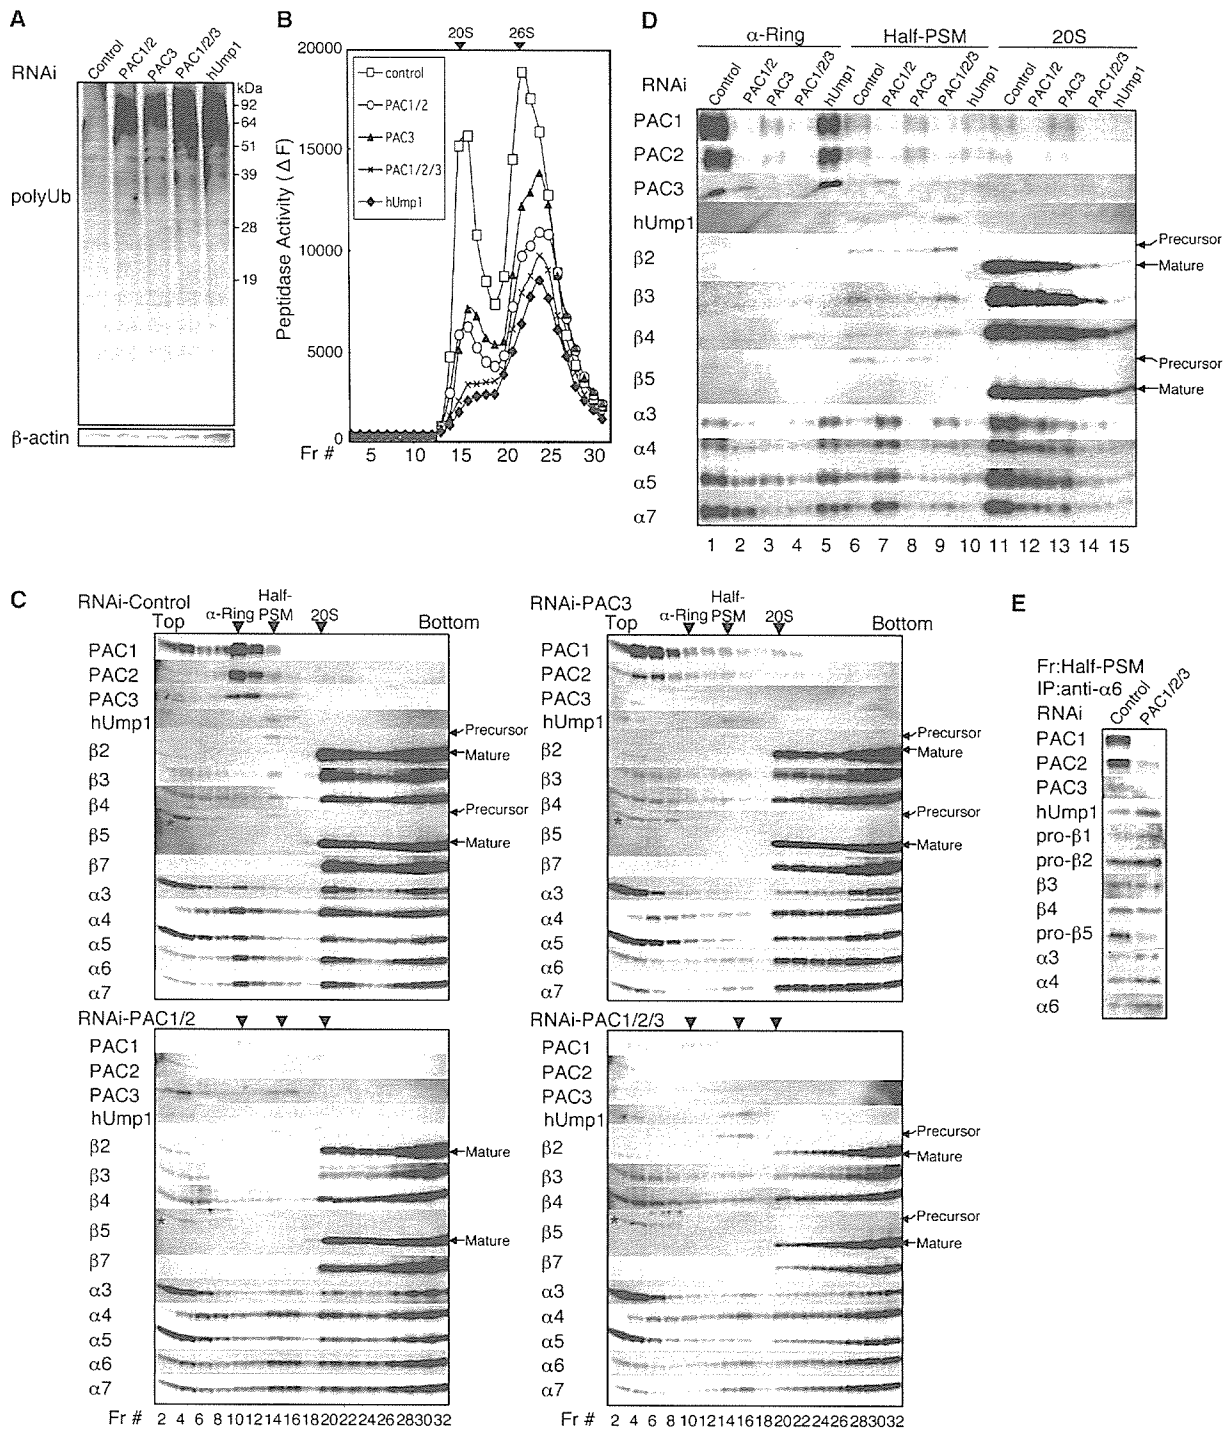 A
RNAi
Control
PAC1/2
PAC3
PAC1/2/3
hUmp1
kDa
92
64
51
39
28
19
polyUb
β-actin
B
20S
26S
20000
15000
10000
5000
0
Peptidase Activity (Δ F)
control
PAC1/2
PAC3
PAC1/2/3
hUmp1
Fr #
5 10 15 20 25 30
D
α-Ring
Half-PSM
20S
RNAi
Control PAC1/2 PAC3 PAC1/2/3 hUmp1 Control PAC1/2 PAC3 PAC1/2/3 hUmp1 Control PAC1/2 PAC3 PAC1/2/3 hUmp1
PAC1
PAC2
PAC3
hUmp1
β2
Precursor
Mature
β3
β4
β5
Precursor
Mature
α3
α4
α5
α7
1 2 3 4 5 6 7 8 9 10 11 12 13 14 15
C
RNAi-Control
Top
α-Ring
Half-PSM
20S
Bottom
PAC1
PAC2
PAC3
hUmp1
Precursor
β2
Mature
β3
β4
Precursor
*
β5
Mature
β7
α3
α4
α5
α6
α7
RNAi-PAC3
Top
α-Ring
Half-PSM
20S
Bottom
PAC1
PAC2
PAC3
hUmp1
Precursor
β2
Mature
β3
β4
Precursor
*
β5
Mature
β7
α3
α4
α5
α6
α7
RNAi-PAC1/2
PAC1
PAC2
PAC3
hUmp1
β2
Mature
β3
β4
*
β5
Mature
β7
α3
α4
α5
α6
α7
Fr # 2 4 6 8 10 12 14 16 18 20 22 24 26 28 30 32
RNAi-PAC1/2/3
PAC1
PAC2
PAC3
hUmp1
Precursor
β2
Mature
β3
β4
Precursor
*
β5
Mature
β7
α3
α4
α5
α6
α7
Fr # 2 4 6 8 10 12 14 16 18 20 22 24 26 28 30 32
E
Fr:Half-PSM
IP:anti-α6
RNAi
Control
PAC1/2/3
PAC1
PAC2
PAC3
hUmp1
pro-β1
pro-β2
β3
β4
pro-β5
α3
α4
α6